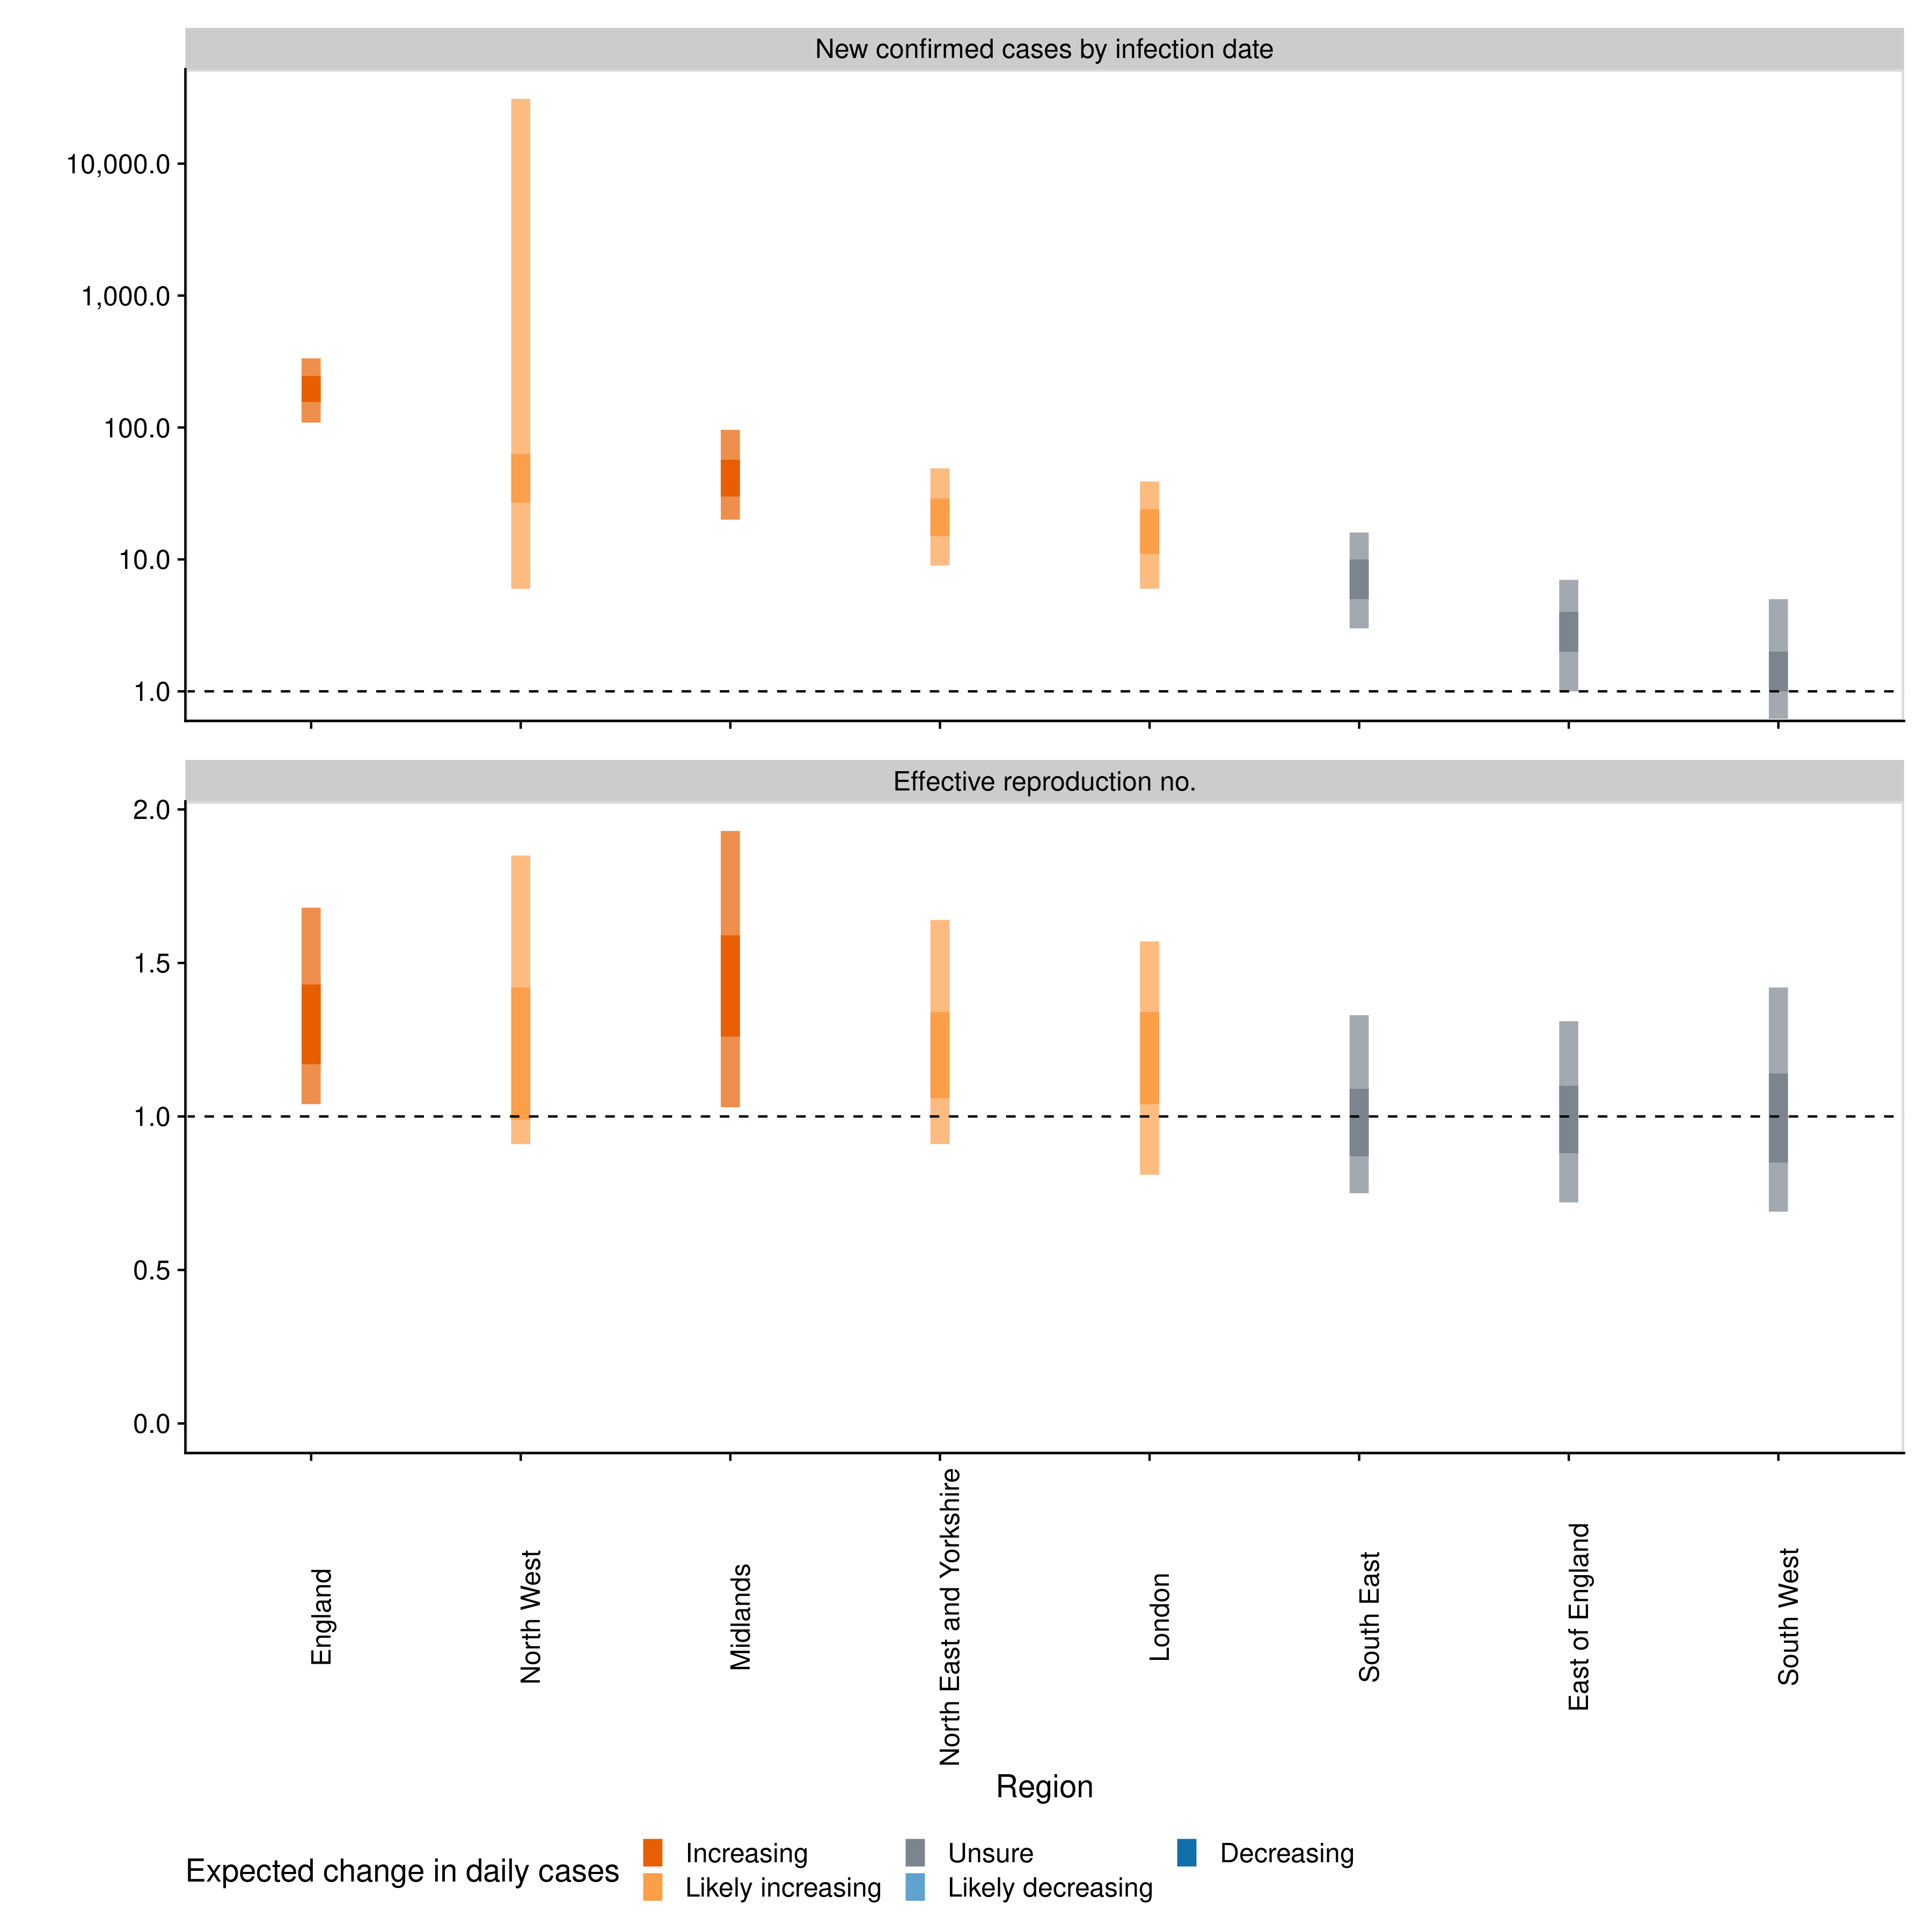 New confirmed cases by infection date
10,000.0
1,000.0
100.0
10.0
1.0
Effective reproduction no.
2.0
1.5
1.0
0.5
0.0
England
North West
Midlands
North East and Yorkshire
London
South East
East of England
South West
Region
Expected change in daily cases
Increasing
Likely increasing
Unsure
Likely decreasing
Decreasing